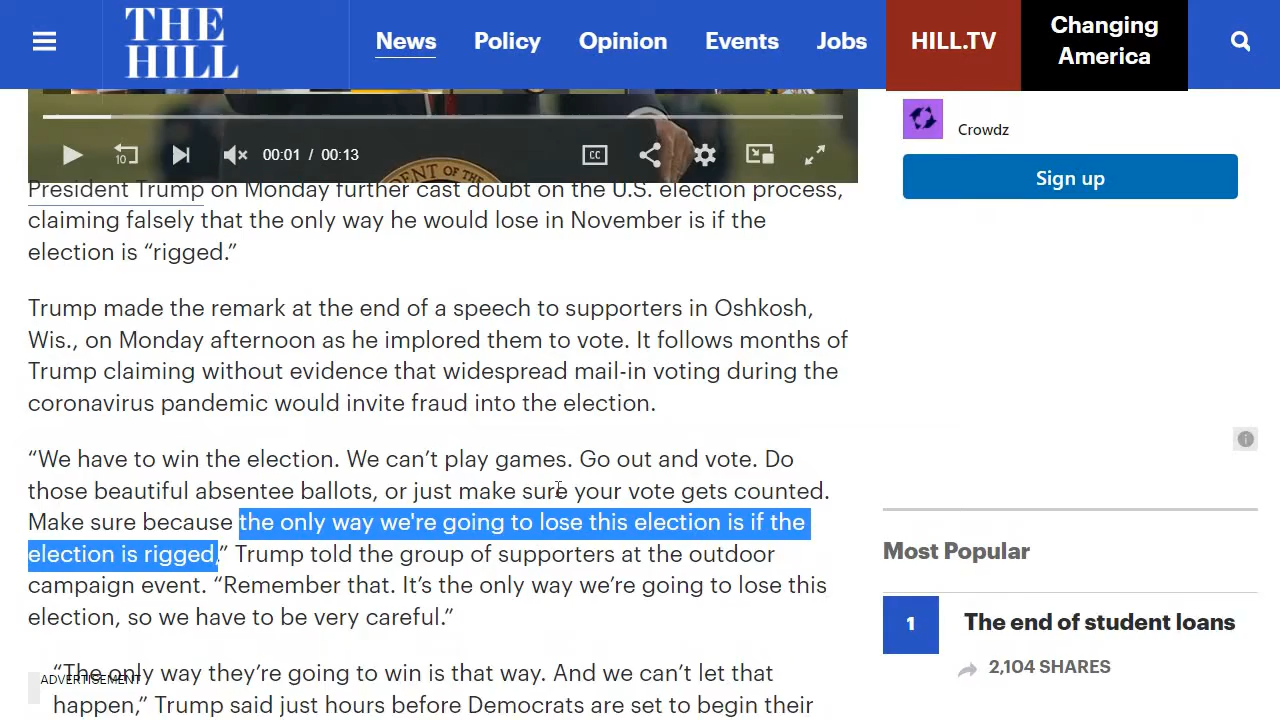 THE
HILL
News
Policy
Opinion
Events
Jobs
HILL.TV
Changing
America
10
00:01 / 00:13
CC
ENT OF
Crowdz
Sign up
President Trump on Monday further cast doubt on the U.S. election process,
claiming falsely that the only way he would lose in November is if the
election is “rigged.”
Trump made the remark at the end of a speech to supporters in Oshkosh,
Wis., on Monday afternoon as he implored them to vote. It follows months of
Trump claiming without evidence that widespread mail-in voting during the
coronavirus pandemic would invite fraud into the election.
“We have to win the election. We can’t play games. Go out and vote. Do
those beautiful absentee ballots, or just make sure your vote gets counted.
Make sure because the only way we're going to lose this election is if the
election is rigged,” Trump told the group of supporters at the outdoor
campaign event. “Remember that. It’s the only way we’re going to lose this
election, so we have to be very careful.”
“The only way they’re going to win is that way. And we can’t let that
ADVERTISEMENT
happen,” Trump said just hours before Democrats are set to begin their
Most Popular
1
The end of student loans
2,104 SHARES